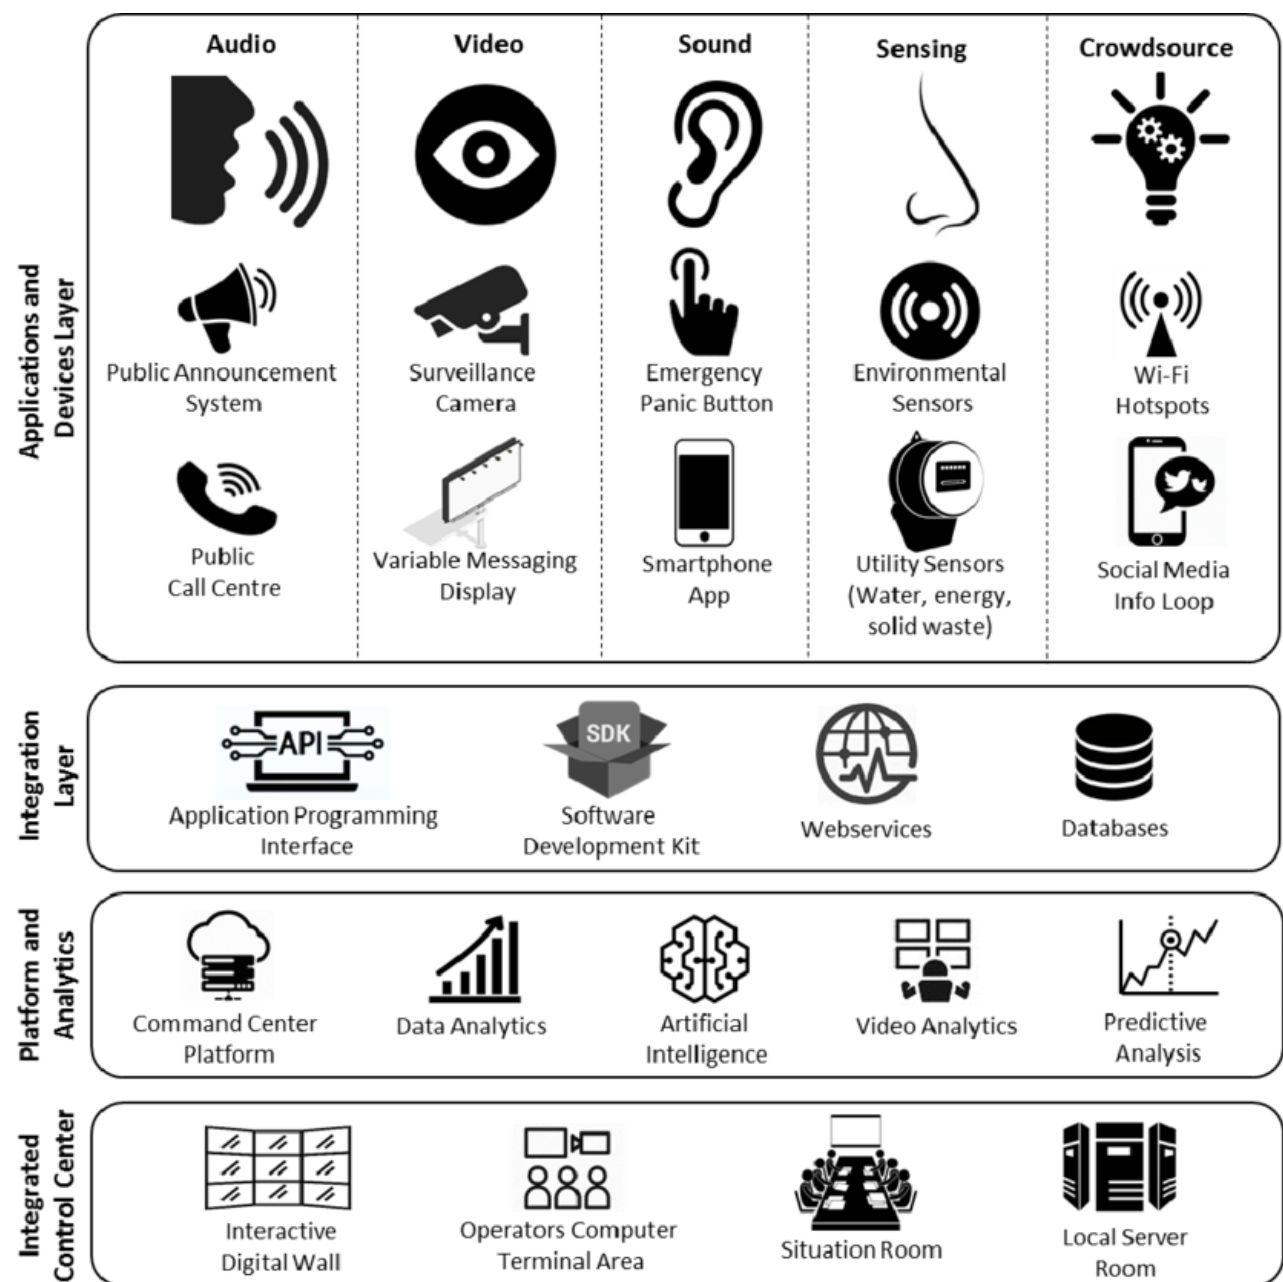 Audio
Video
Sound
Sensing
Crowdsource
Applications and
Devices Layer
Public Announcement
System
Surveillance
Camera
Emergency
Panic Button
Environmental
Sensors
Wi-Fi
Hotspots
Public
Call Centre
Variable Messaging
Display
Smartphone
App
Utility Sensors
(Water, energy,
solid waste)
Social Media
Info Loop
Integration
Layer
API
Application Programming
Interface
SDK
Software
Development Kit
Webservices
Databases
Platform and
Analytics
Command Center
Platform
Data Analytics
Artificial
Intelligence
Video Analytics
Predictive
Analysis
Integrated
Control Center
Interactive
Digital Wall
Operators Computer
Terminal Area
Situation Room
Local Server
Room